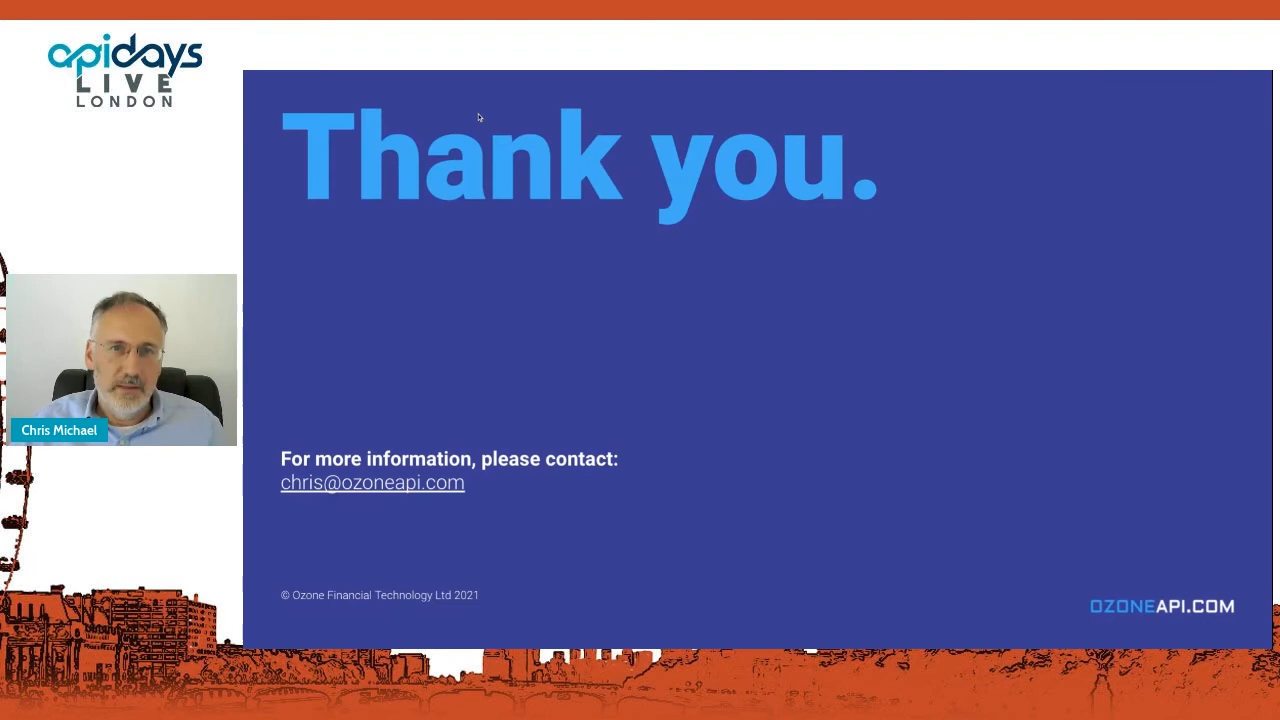 apidays
LIVE
LONDON
Thank you.
Chris Michael
For more information, please contact:
chris@ozoneapi.com
© Ozone Financial Technology Ltd 2021
OZONEAPI.COM